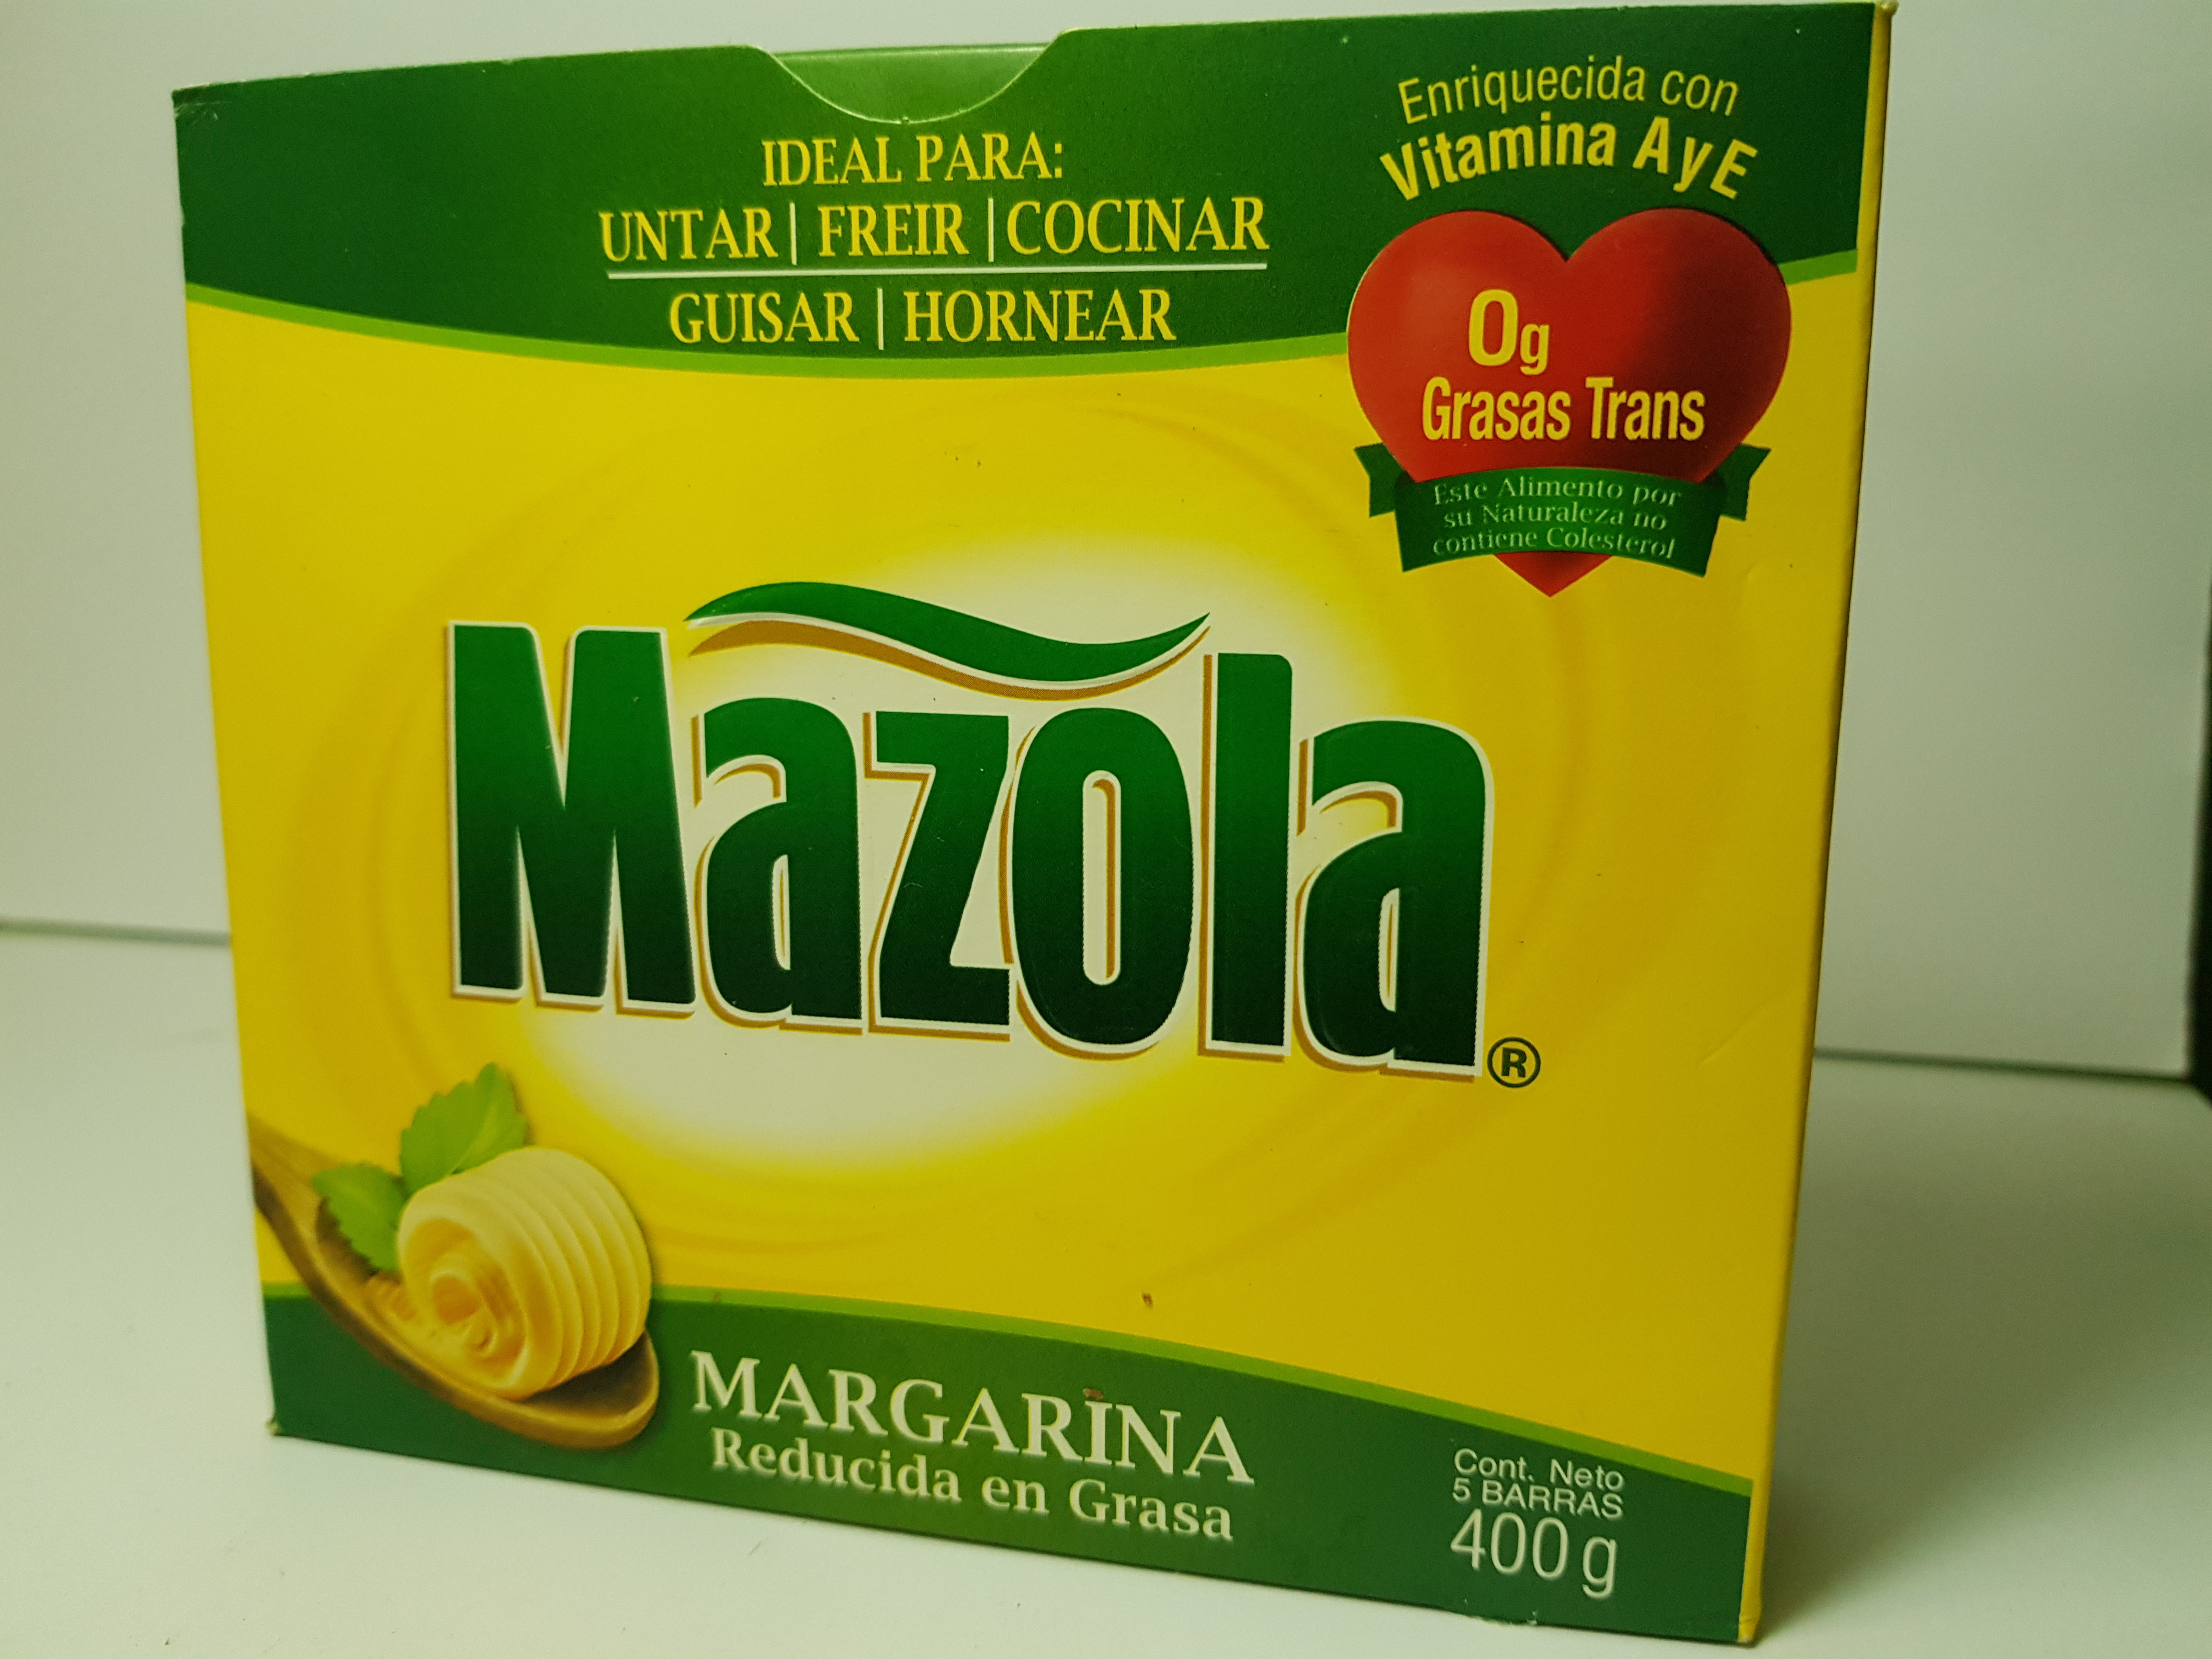 IDEAL PARA:
UNTAR | FREIR | COCINAR
GUISAR | HORNEAR
Enriquecida con
Vitamina A y E
0g
Grasas Trans
Este Alimento por
su Naturaleza no
contiene Colesterol
Mazola®
MARGARINA
Reducida en Grasa
Cont. Neto
5 BARRAS
400 g